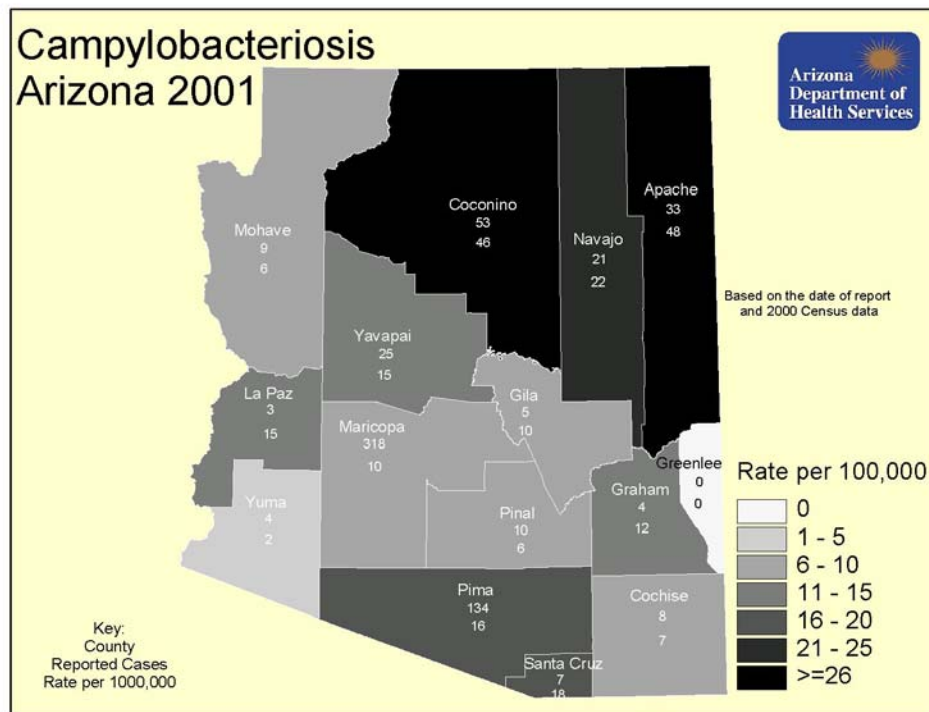 Campylobacteriosis
Arizona 2001
Arizona
Department of
Health Services
Mohave
9
6
Coconino
53
46
Navajo
21
22
Apache
33
48
Based on the date of report
and 2000 Census data
Yavapai
25
15
La Paz
3
15
Gila
5
10
Maricopa
318
10
Greenlee
0
0
Yuma
4
2
Pinal
10
6
Graham
4
12
Pima
134
16
Cochise
8
7
Santa Cruz
7
18
Key:
County
Reported Cases
Rate per 1000,000
Rate per 100,000
0
1 - 5
6 - 10
11 - 15
16 - 20
21 - 25
>=26